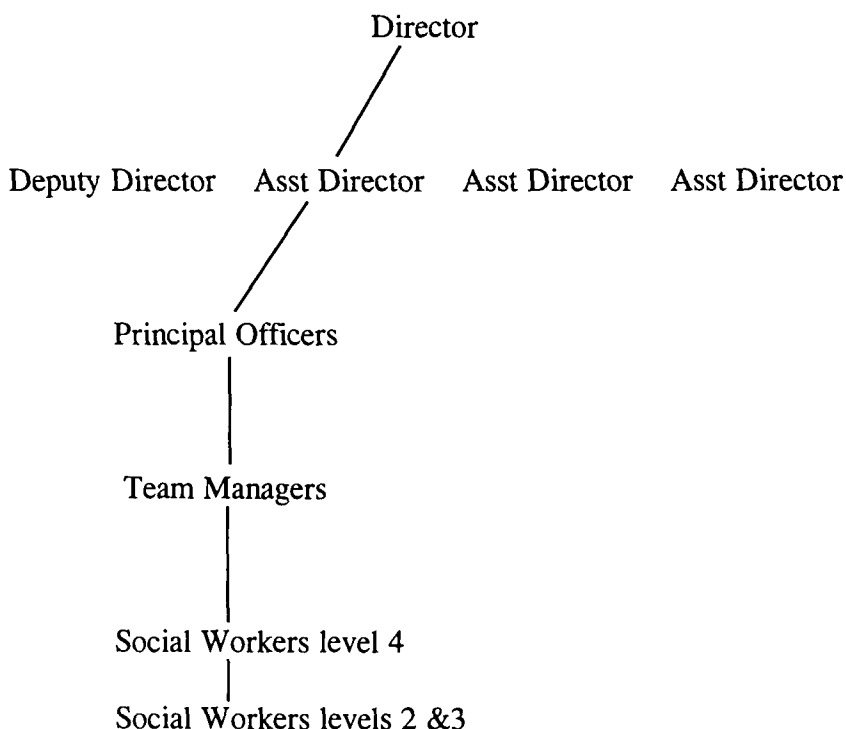 Director
Deputy Director Asst Director Asst Director Asst Director
Principal Officers
Team Managers
Social Workers level 4
Social Workers levels 2 &3